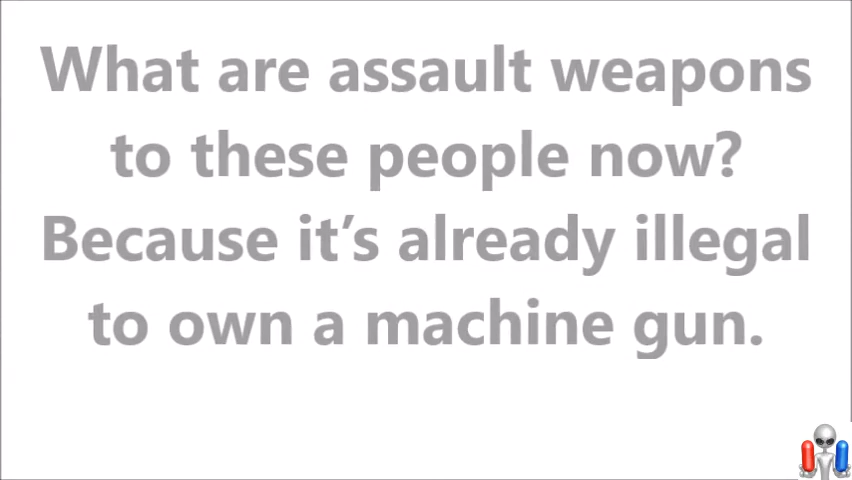 What are assault weapons
to these people now?
Because it’s already illegal
to own a machine gun.